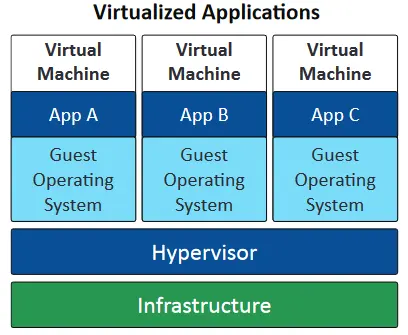 Virtualized Applications
Virtual
Machine
Virtual
Machine
Virtual
Machine
App A
App B
App C
Guest
Operating
System
Guest
Operating
System
Guest
Operating
System
Hypervisor
Infrastructure